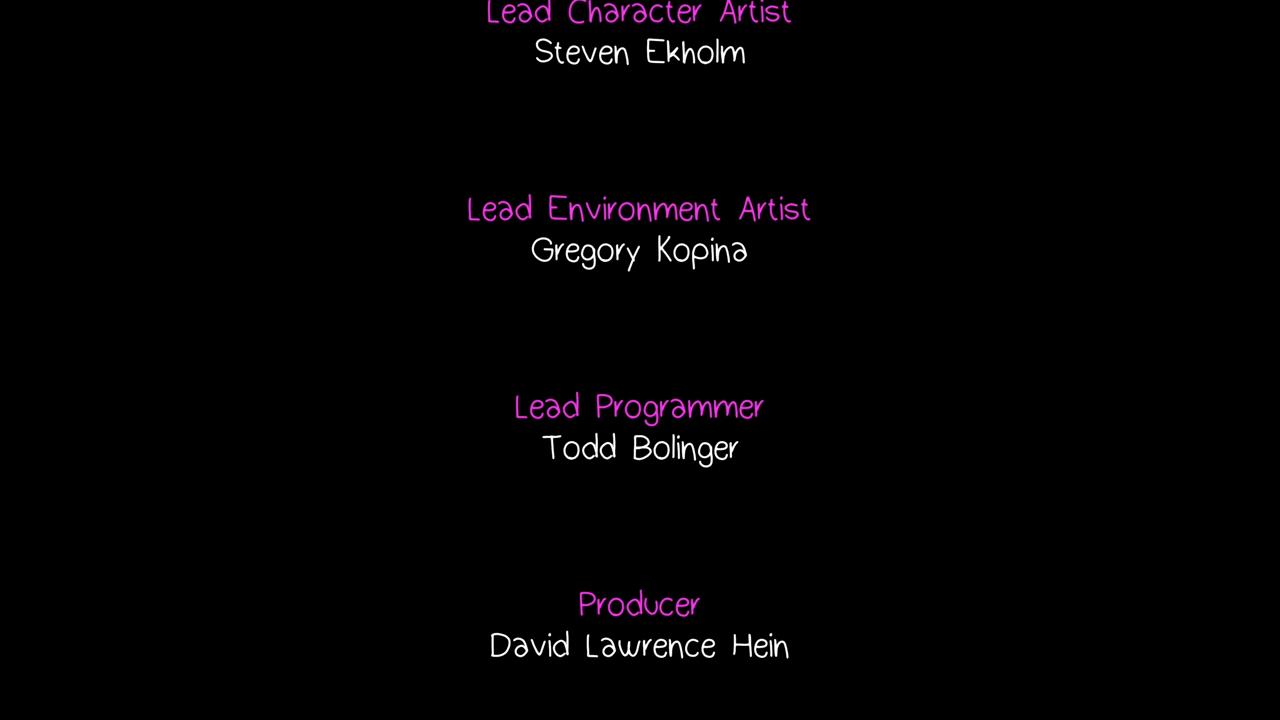 Lead Character Artist
Steven Ekholm
Lead Environment Artist
Gregory Kopina
Lead Programmer
Todd Bolinger
Producer
David Lawrence Hein